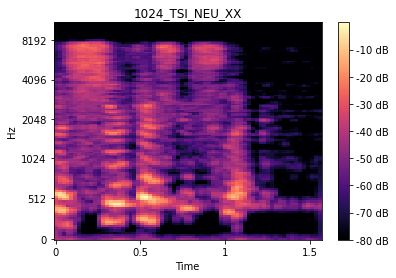 1024_TSI_NEU_XX
8192
4096
2048
1024
512
0
Hz
0
0.5
1
1.5
Time
-10 dB
-20 dB
-30 dB
-40 dB
-50 dB
-60 dB
-70 dB
-80 dB